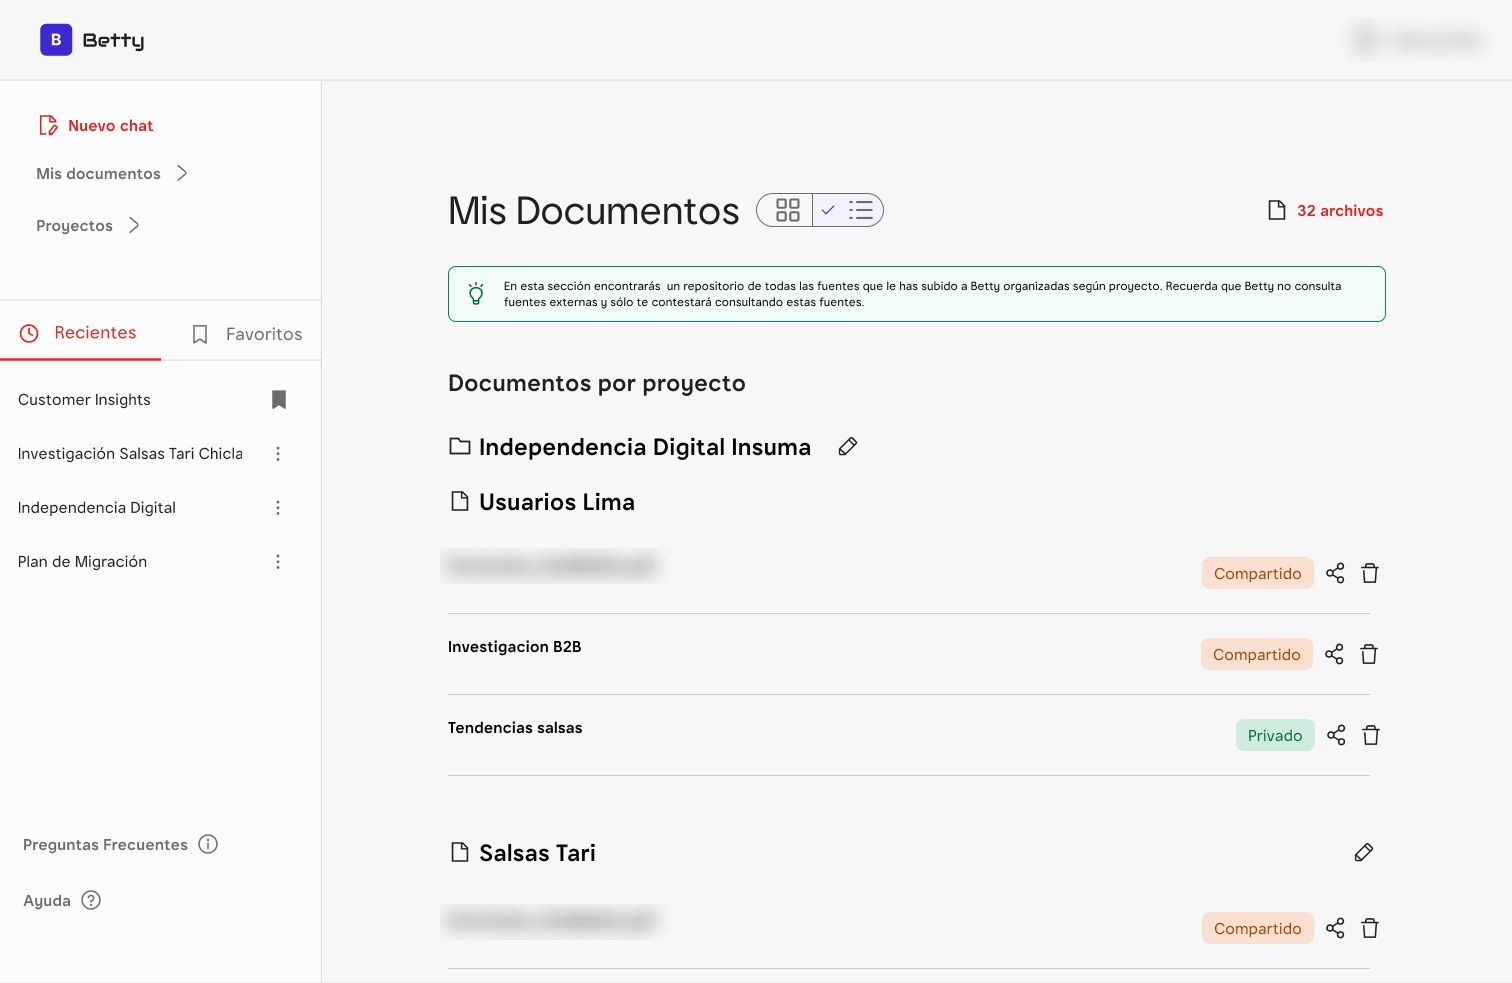 B Betty
Nuevo chat
Mis documentos
Proyectos
Recientes
Favoritos
Customer Insights
Investigación Salsas Tari Chicla
Independencia Digital
Plan de Migración
Preguntas Frecuentes
Ayuda
Mis Documentos
32 archivos
En esta sección encontrarás un repositorio de todas las fuentes que le has subido a Betty organizadas según proyecto. Recuerda que Betty no consulta
fuentes externas y sólo te contestará consultando estas fuentes.
Documentos por proyecto
Independencia Digital Insuma
Usuarios Lima
Compartido
Investigacion B2B
Compartido
Tendencias salsas
Privado
Salsas Tari
Compartido